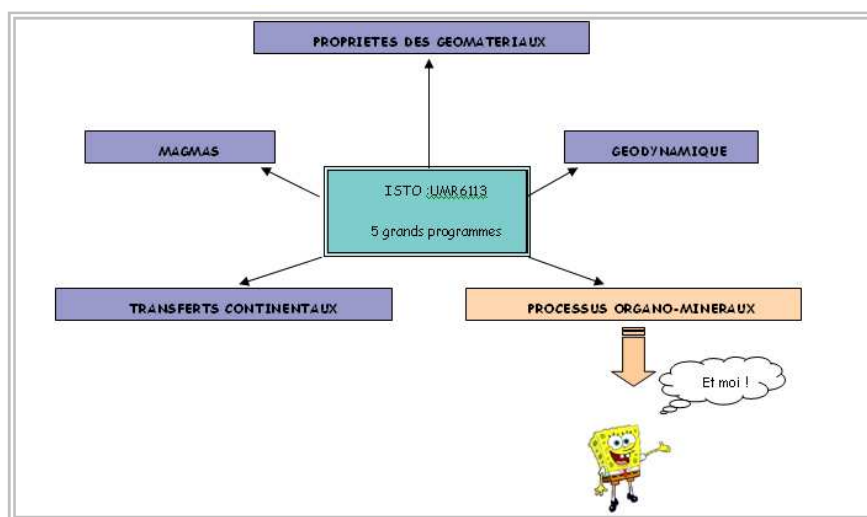 PROPRIETES DES GEOMATERIAUX
MAGMAS
GEODYNAMIQUE
ISTO :UMR6113
5 grands programmes
TRANSFERTS CONTINENTAUX
PROCESSUS ORGANO-MINERAUX
Et moi !